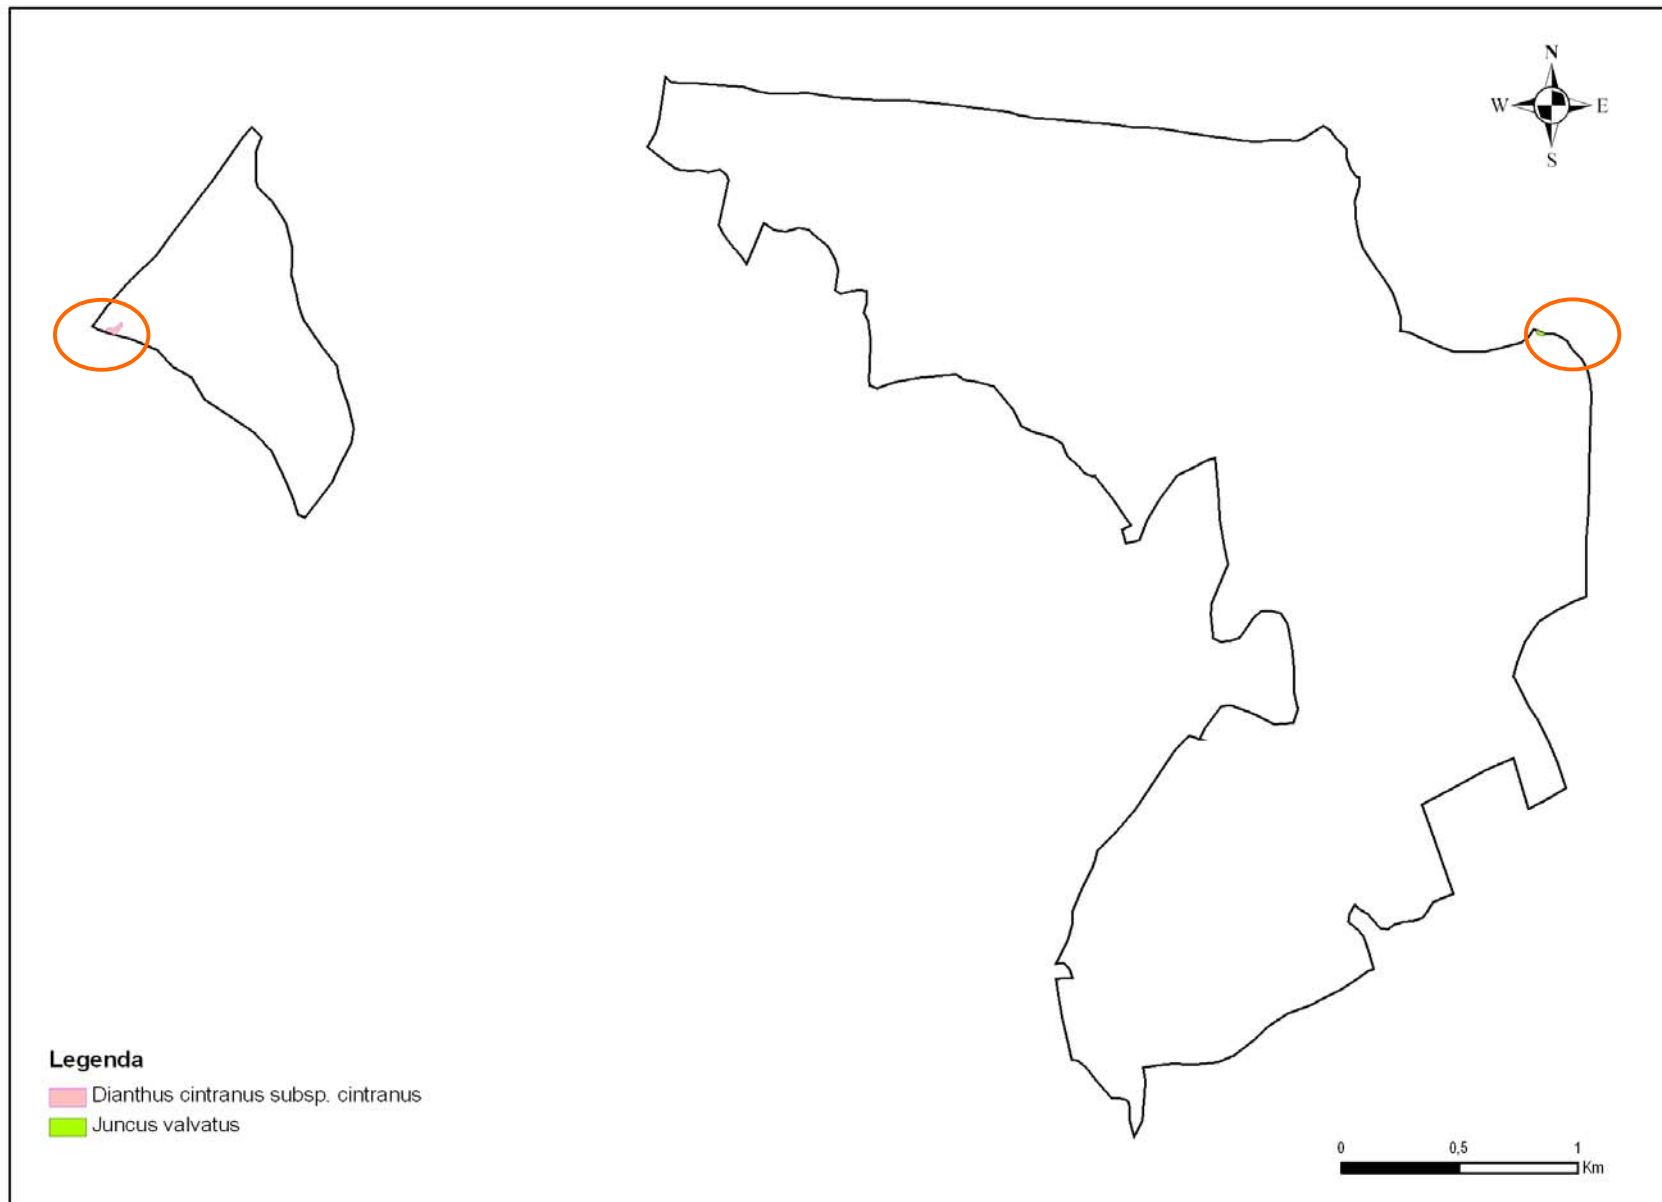 N
W E
S
Legenda
Dianthus cintranus subsp. cintranus
Juncus valvatus
0 0,5 1
Km